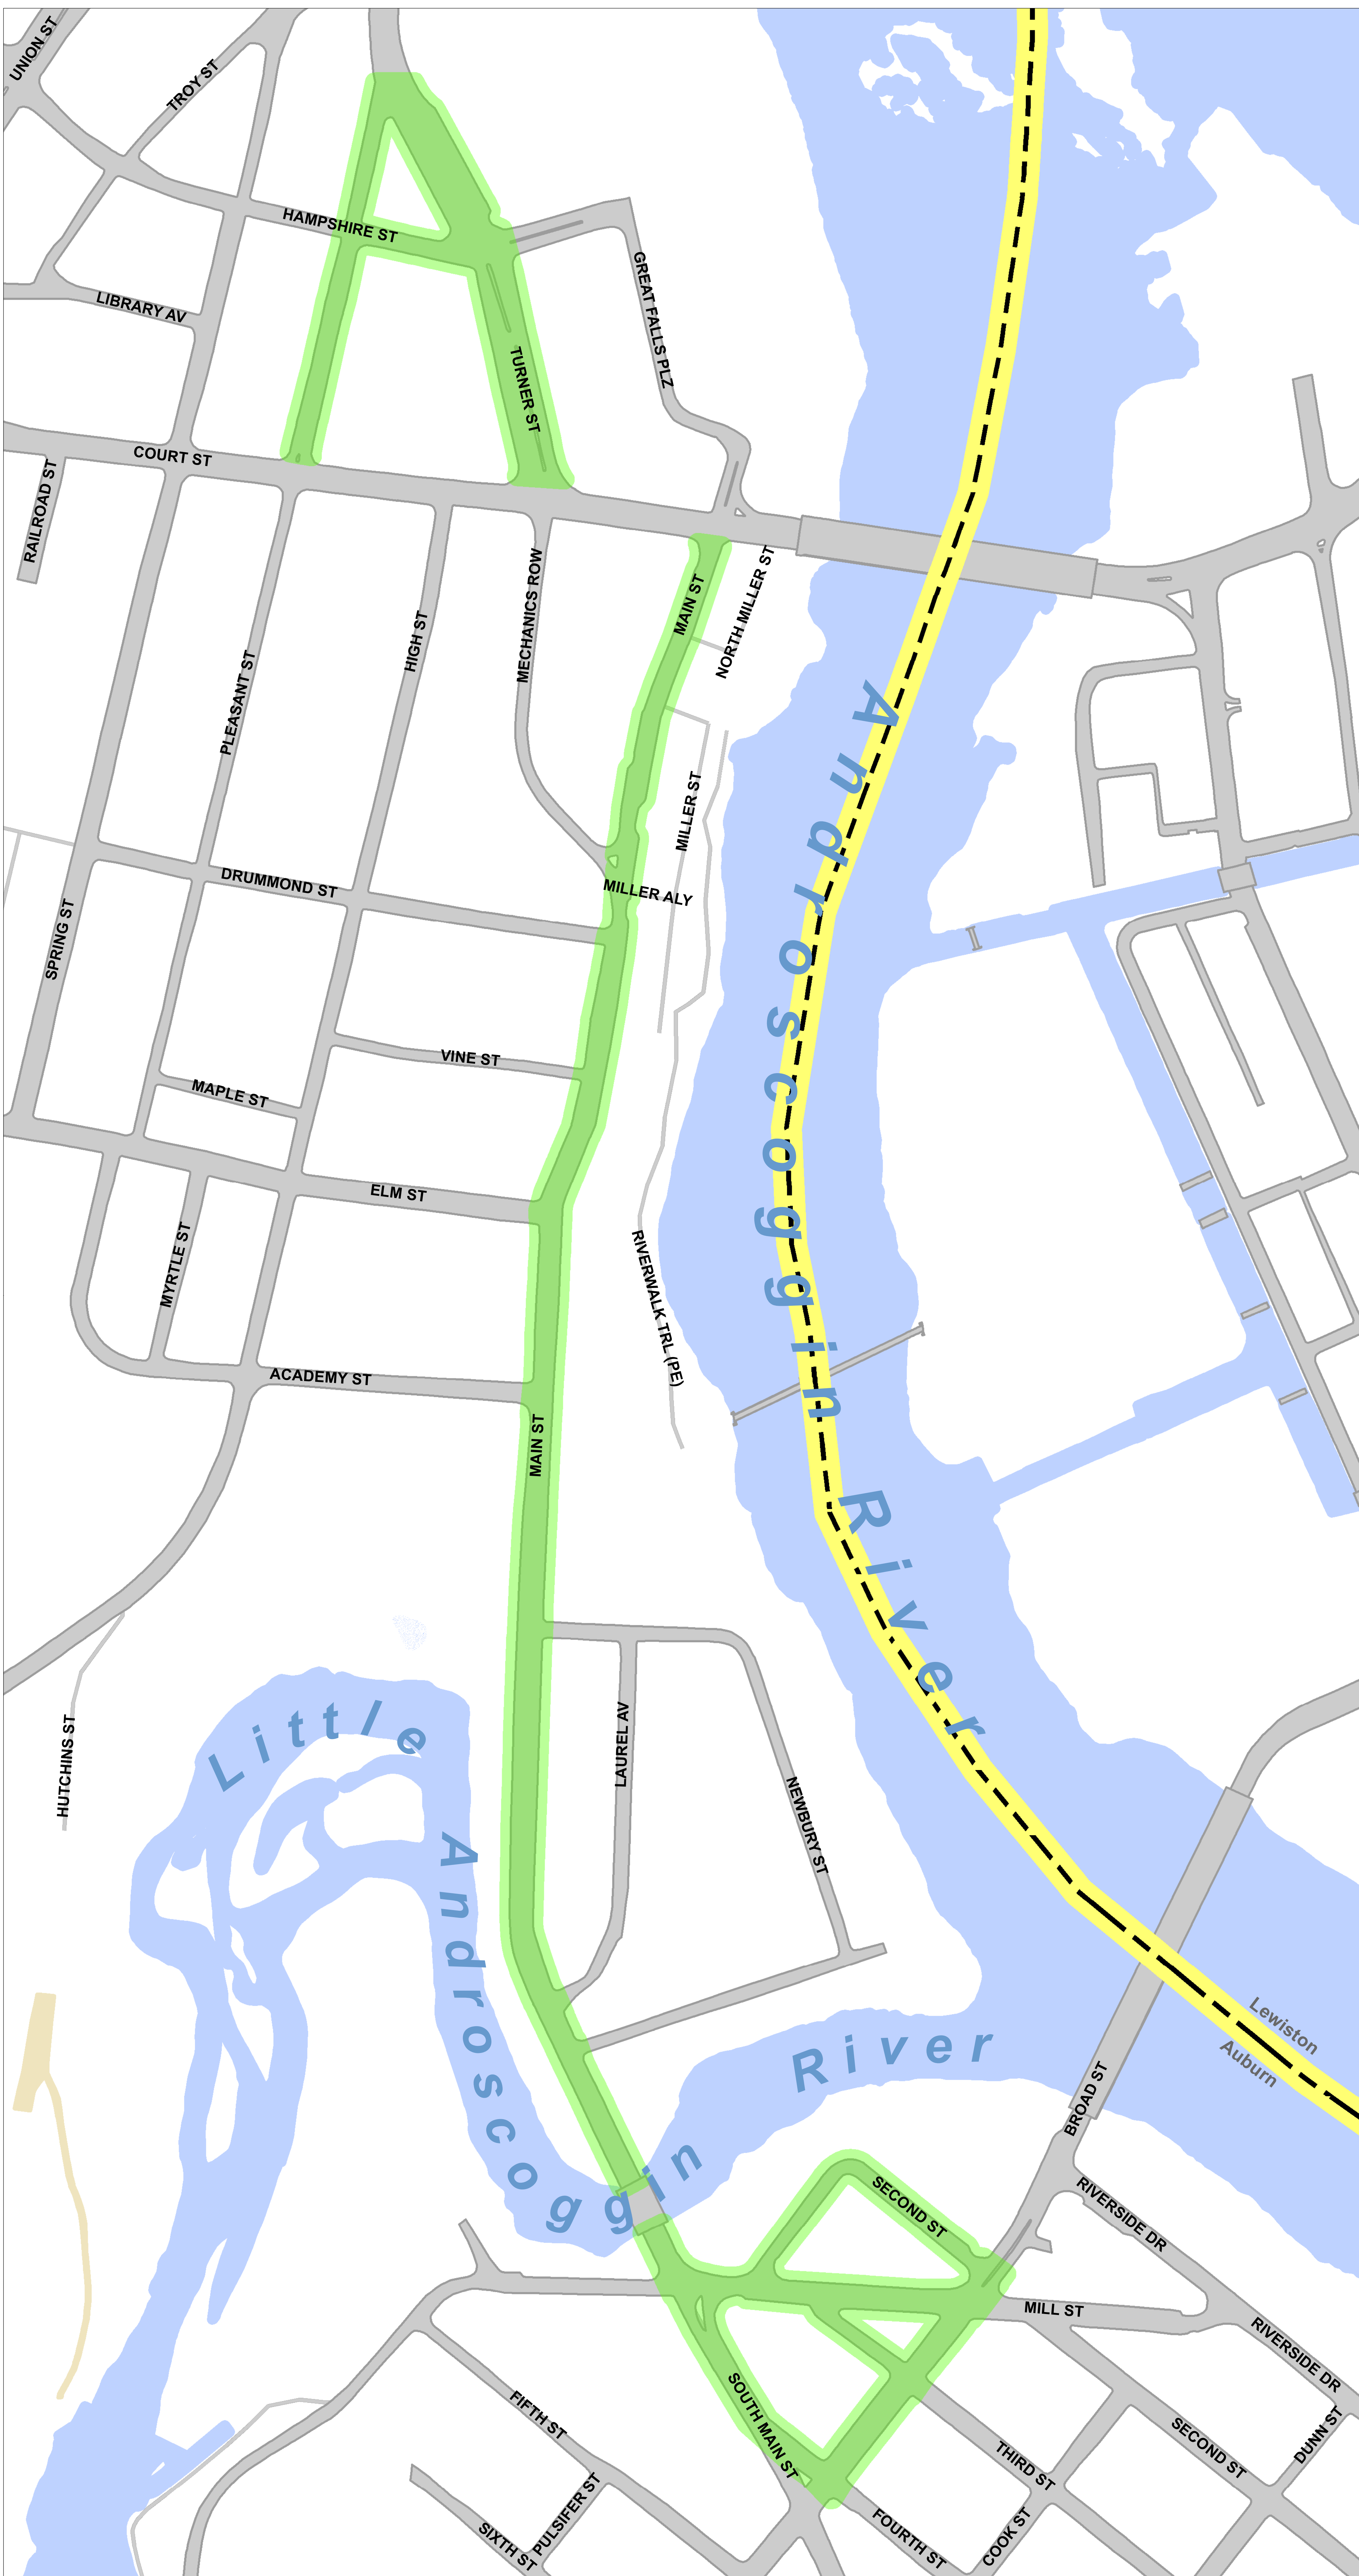 UNION ST
TROY ST
HAMPSHIRE ST
LIBRARY AV
GREAT FALLS PLZ
TURNER ST
COURT ST
RAILROAD ST
MAIN ST
NORTH MILLER ST
MECHANICS ROW
HIGH ST
PLEASANT ST
MILLER ST
DRUMMOND ST
MILLER ALY
SPRING ST
Androscoggin River
VINE ST
MAPLE ST
ELM ST
MYRTLE ST
RIVERWALK TRL (PE)
ACADEMY ST
MAIN ST
LAUREL AV
HUTCHINS ST
NEWBURY ST
Little Androscoggin River
Lewiston
Auburn
BROAD ST
SECOND ST
RIVERSIDE DR
MILL ST
RIVERSIDE DR
SOUTH MAIN ST
FIFTH ST
THIRD ST
SECOND ST
DUNN ST
PULSIFER ST
SIXTH ST
FOURTH ST
COOK ST